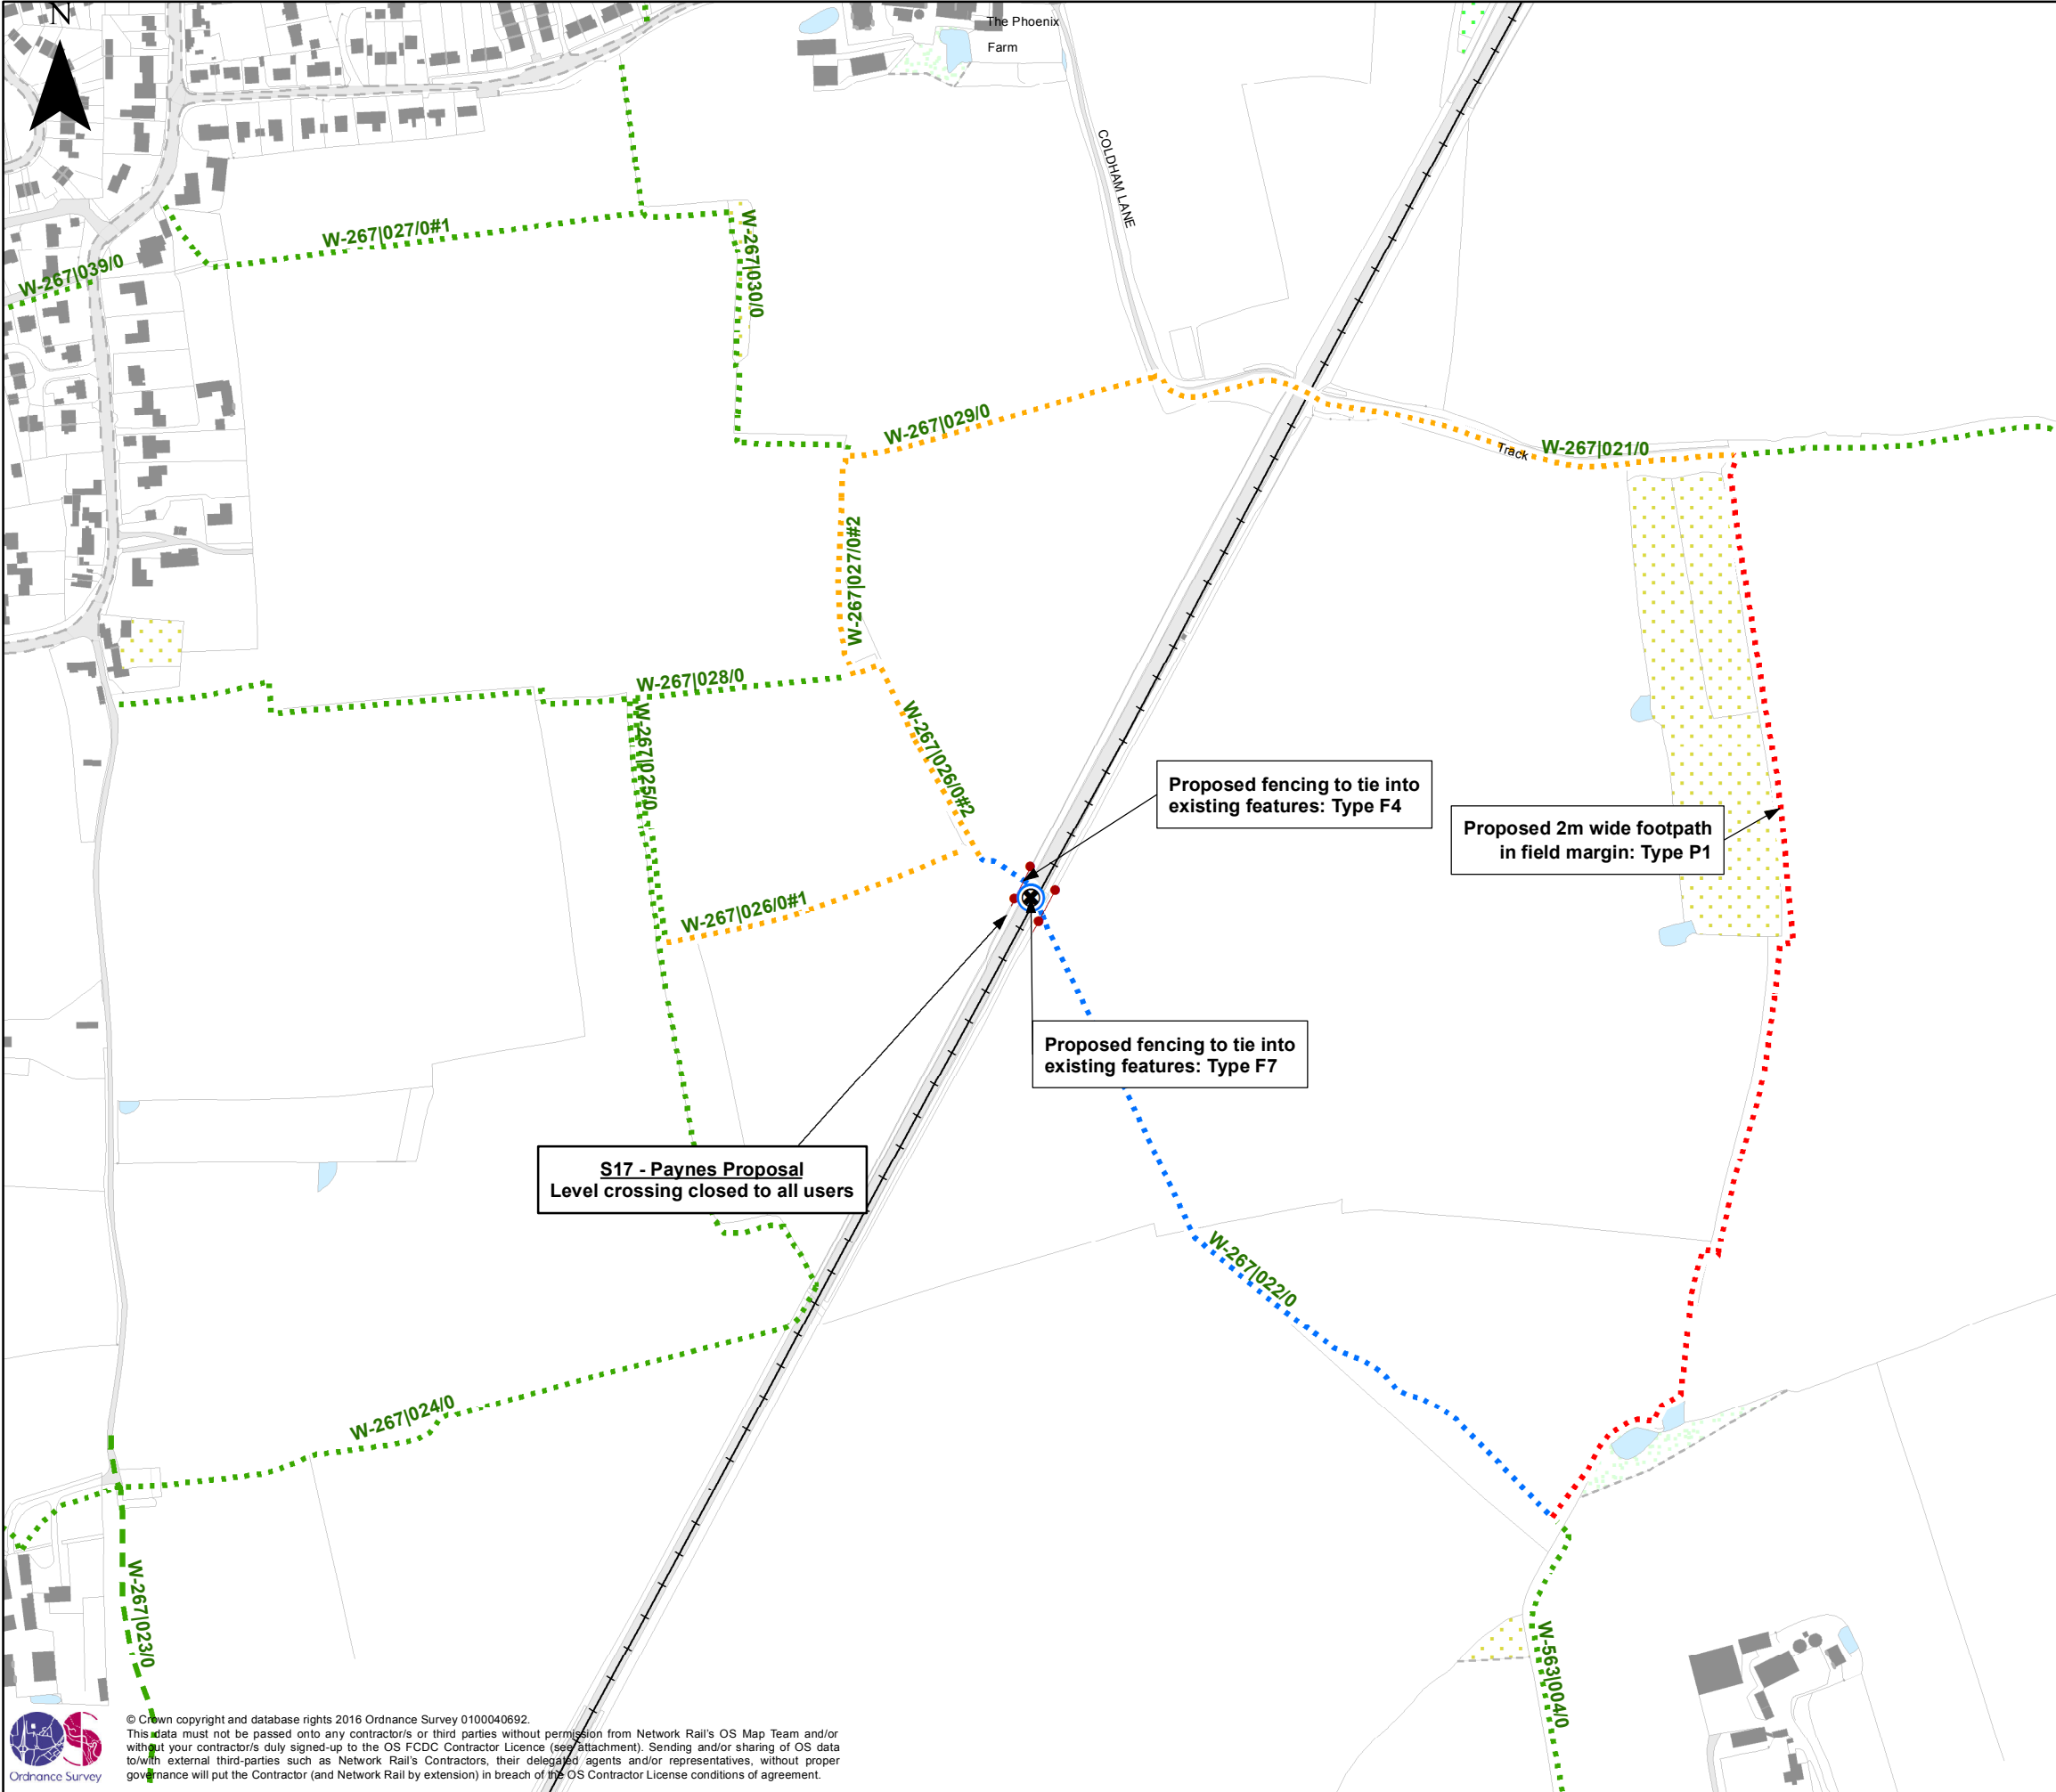 N
The Phoenix
Farm
COLDHAM LANE
W-267|027/0#1
W-267|030/0
W-267|039/0
W-267|029/0
Track
W-267|021/0
W-267|027/0#2
W-267|028/0
W-267|025/0
W-267|026/0#2
Proposed fencing to tie into
existing features: Type F4
Proposed 2m wide footpath
in field margin: Type P1
W-267|026/0#1
Proposed fencing to tie into
existing features: Type F7
S17 - Paynes Proposal
Level crossing closed to all users
W-267|022/0
W-267|024/0
W-267|023/0
W-563|004/0
Ordnance Survey
© Crown copyright and database rights 2016 Ordnance Survey 0100040692.
This data must not be passed onto any contractor/s or third parties without permission from Network Rail's OS Map Team and/or
without your contractor/s duly signed-up to the OS FCDC Contractor Licence (see attachment). Sending and/or sharing of OS data
to/with external third-parties such as Network Rail's Contractors, their delegated agents and/or representatives, without proper
governance will put the Contractor (and Network Rail by extension) in breach of the OS Contractor License conditions of agreement.